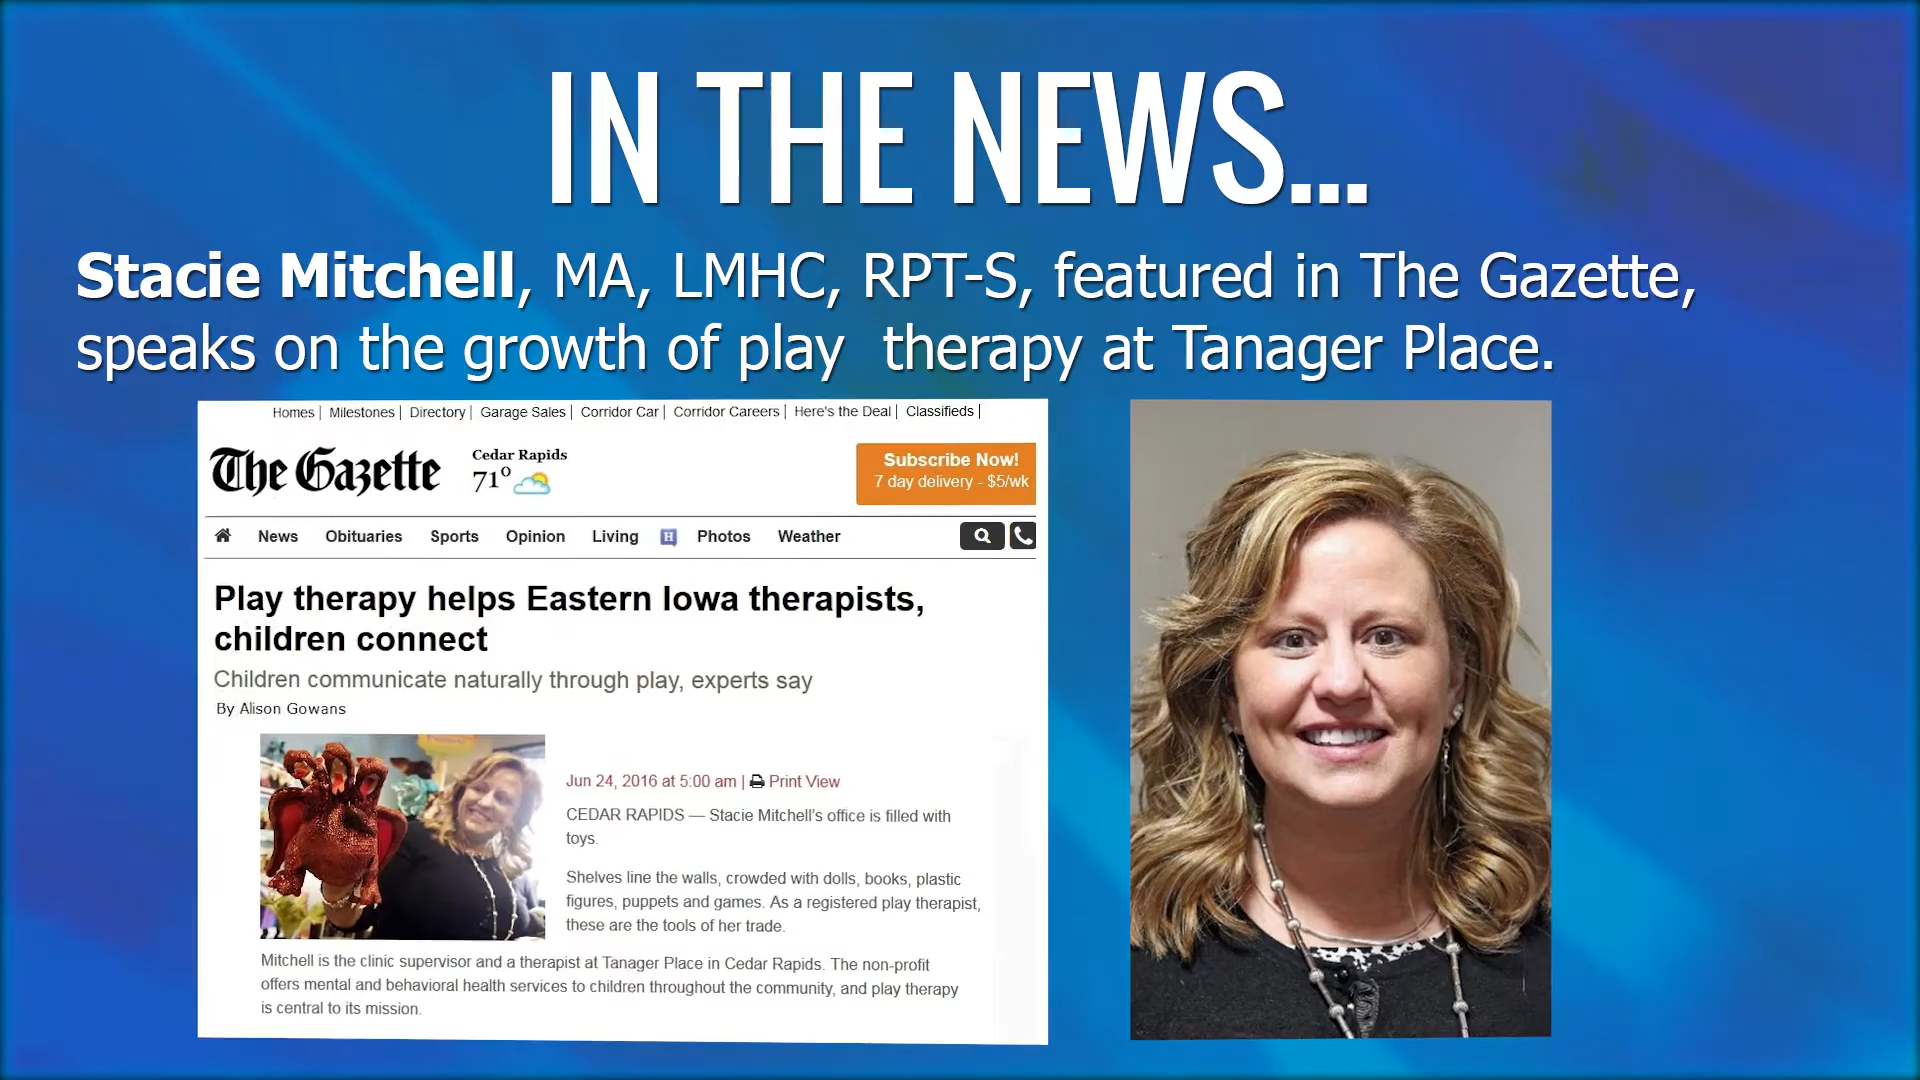 IN THE NEWS...
Stacie Mitchell, MA, LMHC, RPT-S, featured in The Gazette,
speaks on the growth of play  therapy at Tanager Place.
Homes | Milestones | Directory | Garage Sales | Corridor Car | Corridor Careers | Here's the Deal | Classifieds |
The Gazette
Cedar Rapids
71°
Subscribe Now!
7 day delivery - $5/wk
News Obituaries Sports Opinion Living H Photos Weather
Play therapy helps Eastern Iowa therapists,
children connect
Children communicate naturally through play, experts say
By Alison Gowans
Jun 24, 2016 at 5:00 am | Print View
CEDAR RAPIDS — Stacie Mitchell's office is filled with
toys.
Shelves line the walls, crowded with dolls, books, plastic
figures, puppets and games. As a registered play therapist,
these are the tools of her trade.
Mitchell is the clinic supervisor and a therapist at Tanager Place in Cedar Rapids. The non-profit
offers mental and behavioral health services to children throughout the community, and play therapy
is central to its mission.